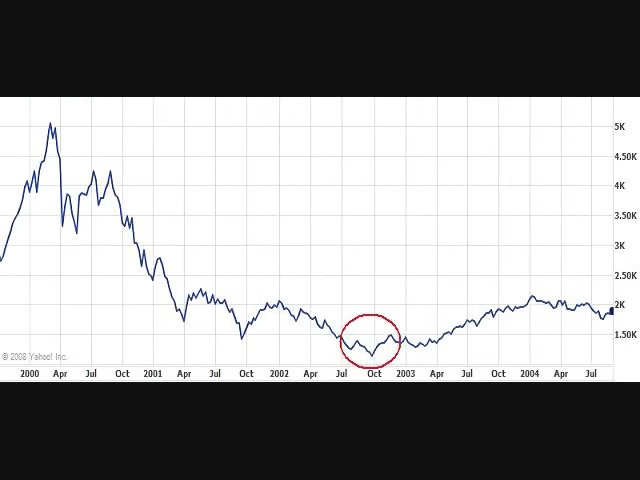 5K
4.50K
4K
3.50K
3K
2.50K
2K
1.50K
© 2008 Yahoo! Inc.
2000 Apr Jul Oct 2001 Apr Jul Oct 2002 Apr Jul Oct 2003 Apr Jul Oct 2004 Apr Jul